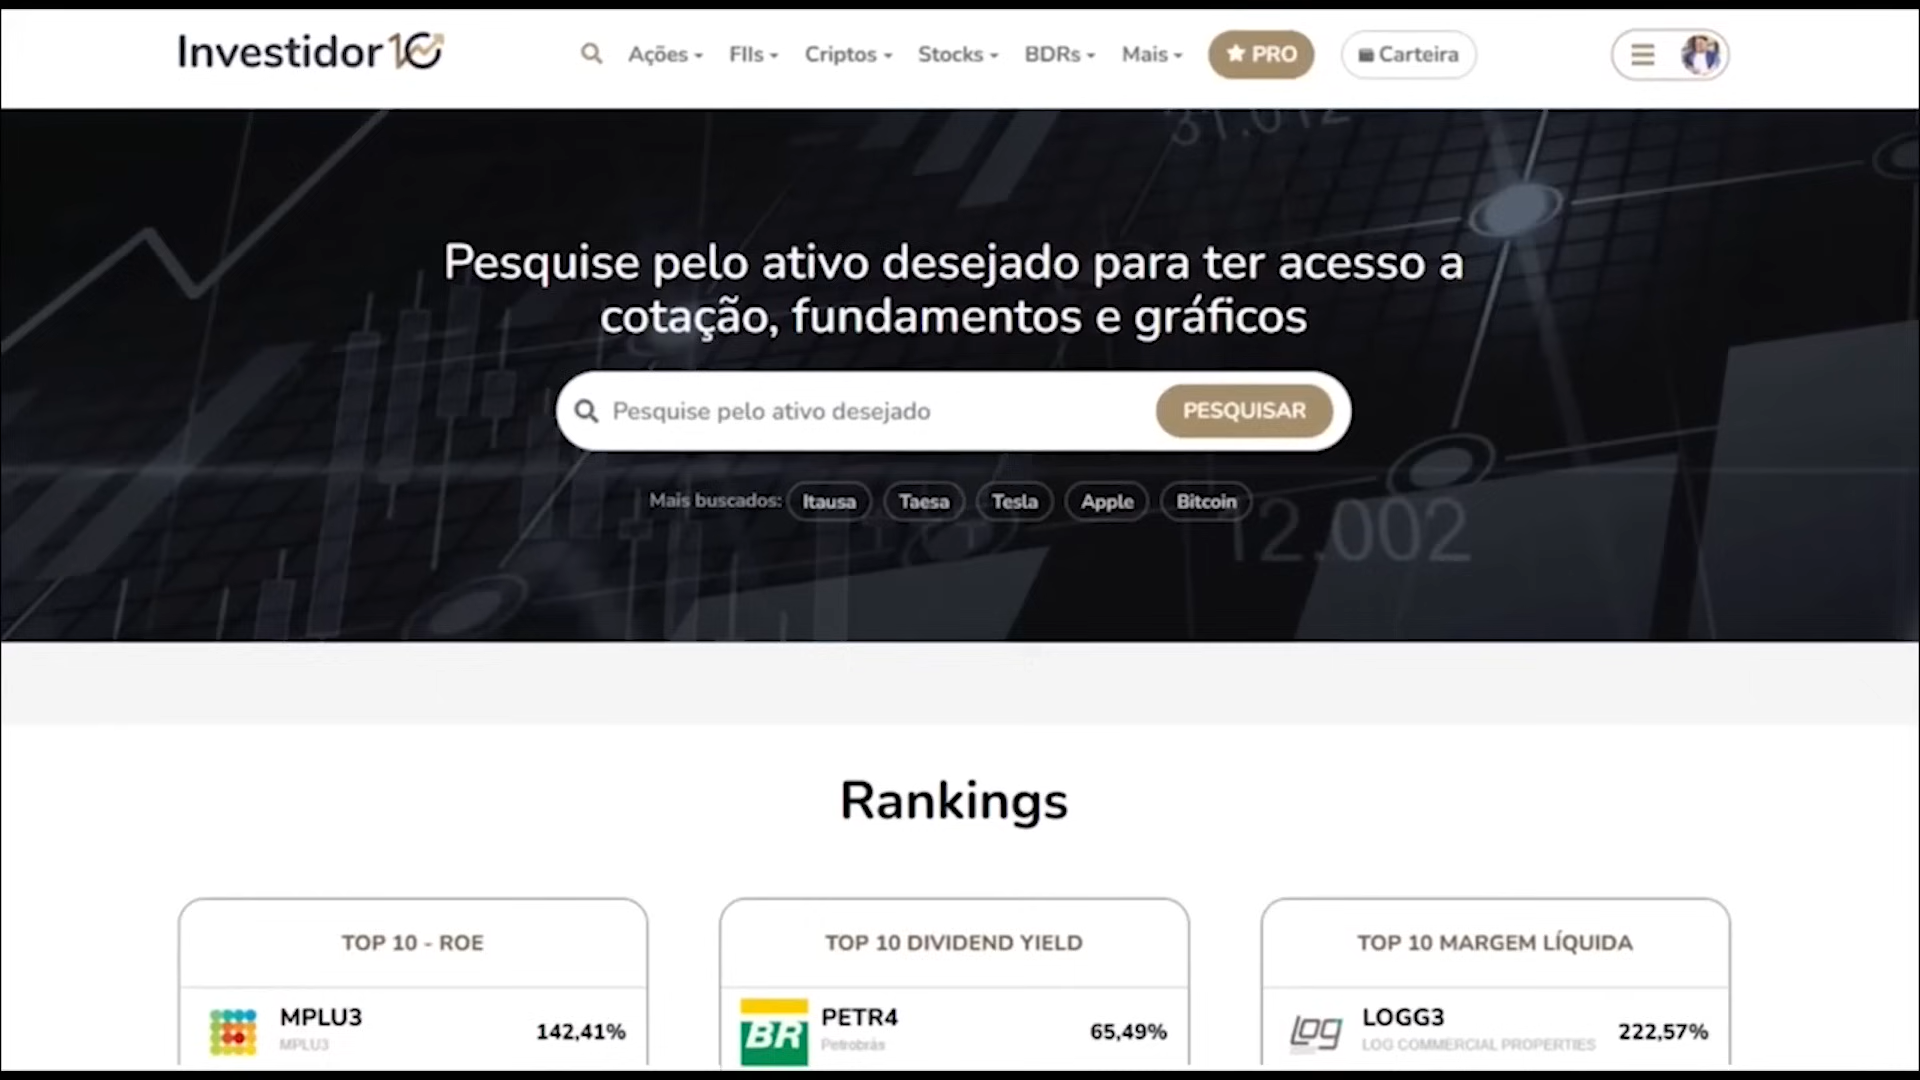 Investidor10
Ações FIIs Criptos Stocks BDRs Mais PRO Carteira
31.012
Pesquise pelo ativo desejado para ter acesso a
cotação, fundamentos e gráficos
Pesquise pelo ativo desejado PESQUISAR
Mais buscados: Itausa Taesa Tesla Apple Bitcoin
12.002
Rankings
TOP 10 - ROE
MPLU3 142,41%
MPLU3
TOP 10 DIVIDEND YIELD
BR PETR4 65,49%
Petrobrás
TOP 10 MARGEM LÍQUIDA
log LOGG3 222,57%
LOG COMMERCIAL PROPERTIES